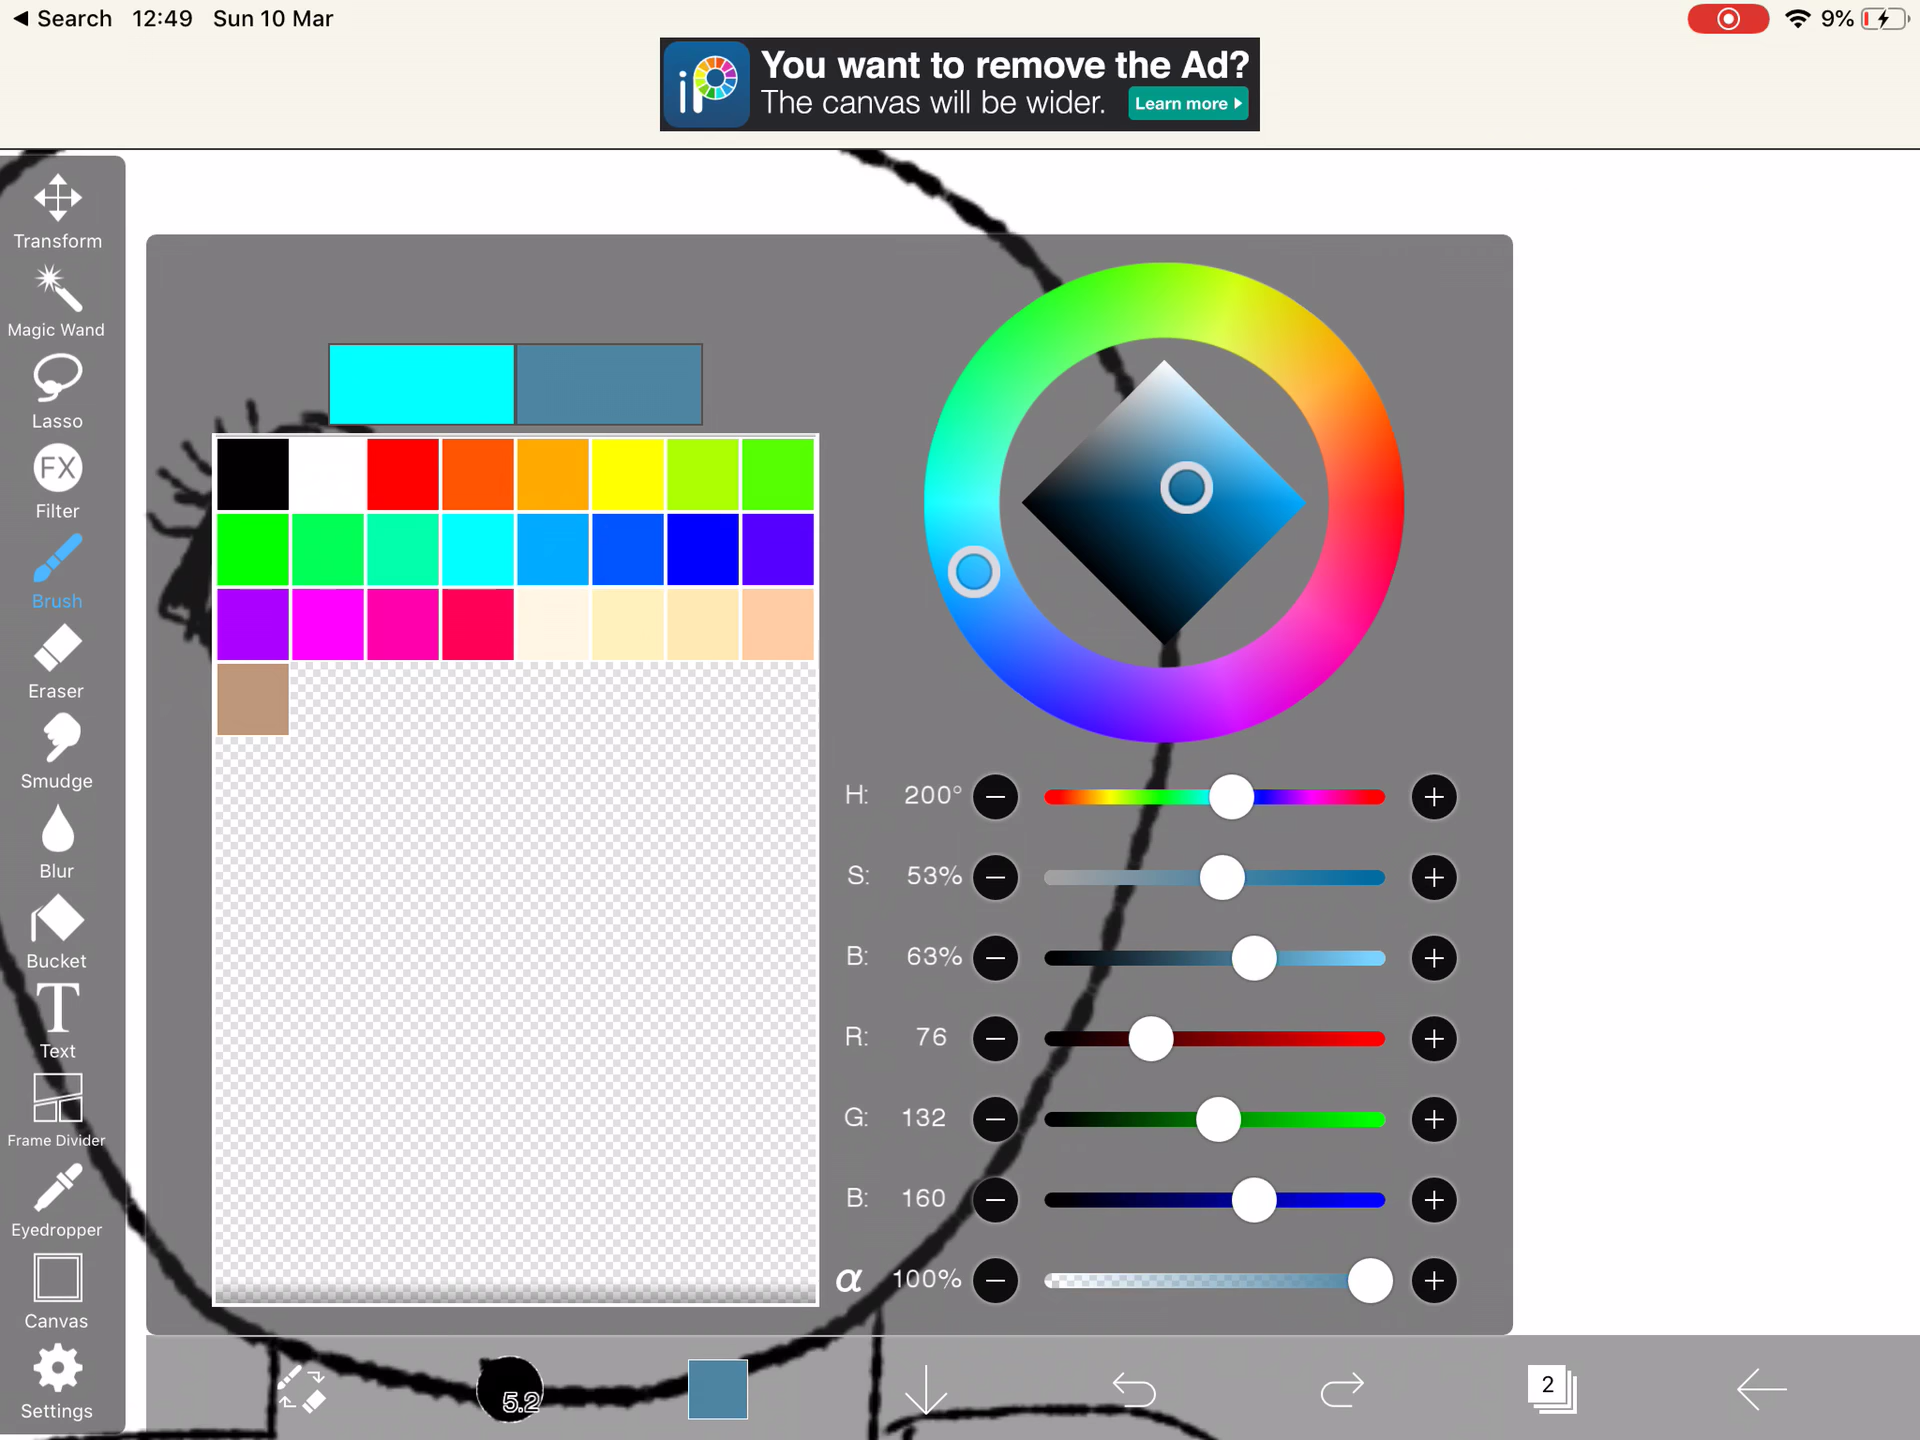 Search 12:49 Sun 10 Mar 9%
iP
You want to remove the Ad?
The canvas will be wider. Learn more
Transform
Magic Wand
Lasso
FX
Filter
Brush
Eraser
Smudge
Blur
Bucket
T
Text
Frame Divider
Eyedropper
Canvas
Settings
H: 200°
S: 53%
B: 63%
R: 76
G: 132
B: 160
α 100%
5.2
2